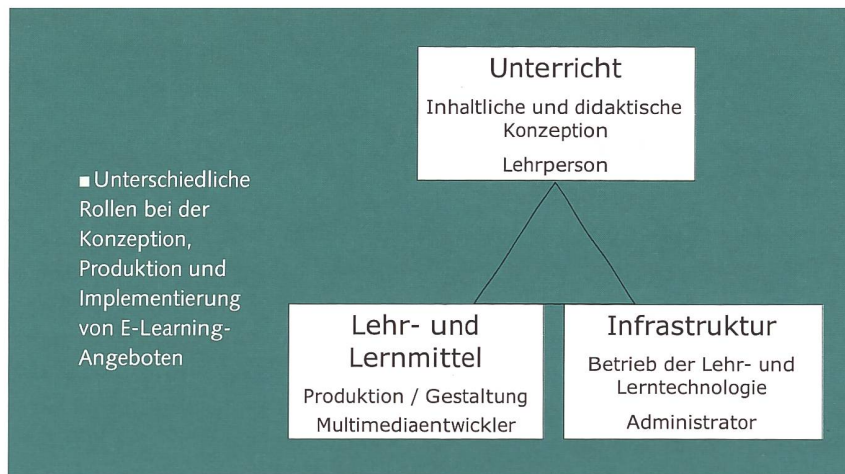 ■ Unterschiedliche
Rollen bei der
Konzeption,
Produktion und
Implementierung
von E-Learning-
Angeboten
Unterricht
Inhaltliche und didaktische
Konzeption
Lehrperson
Lehr- und
Lernmittel
Produktion / Gestaltung
Multimediaentwickler
Infrastruktur
Betrieb der Lehr- und
Lerntechnologie
Administrator